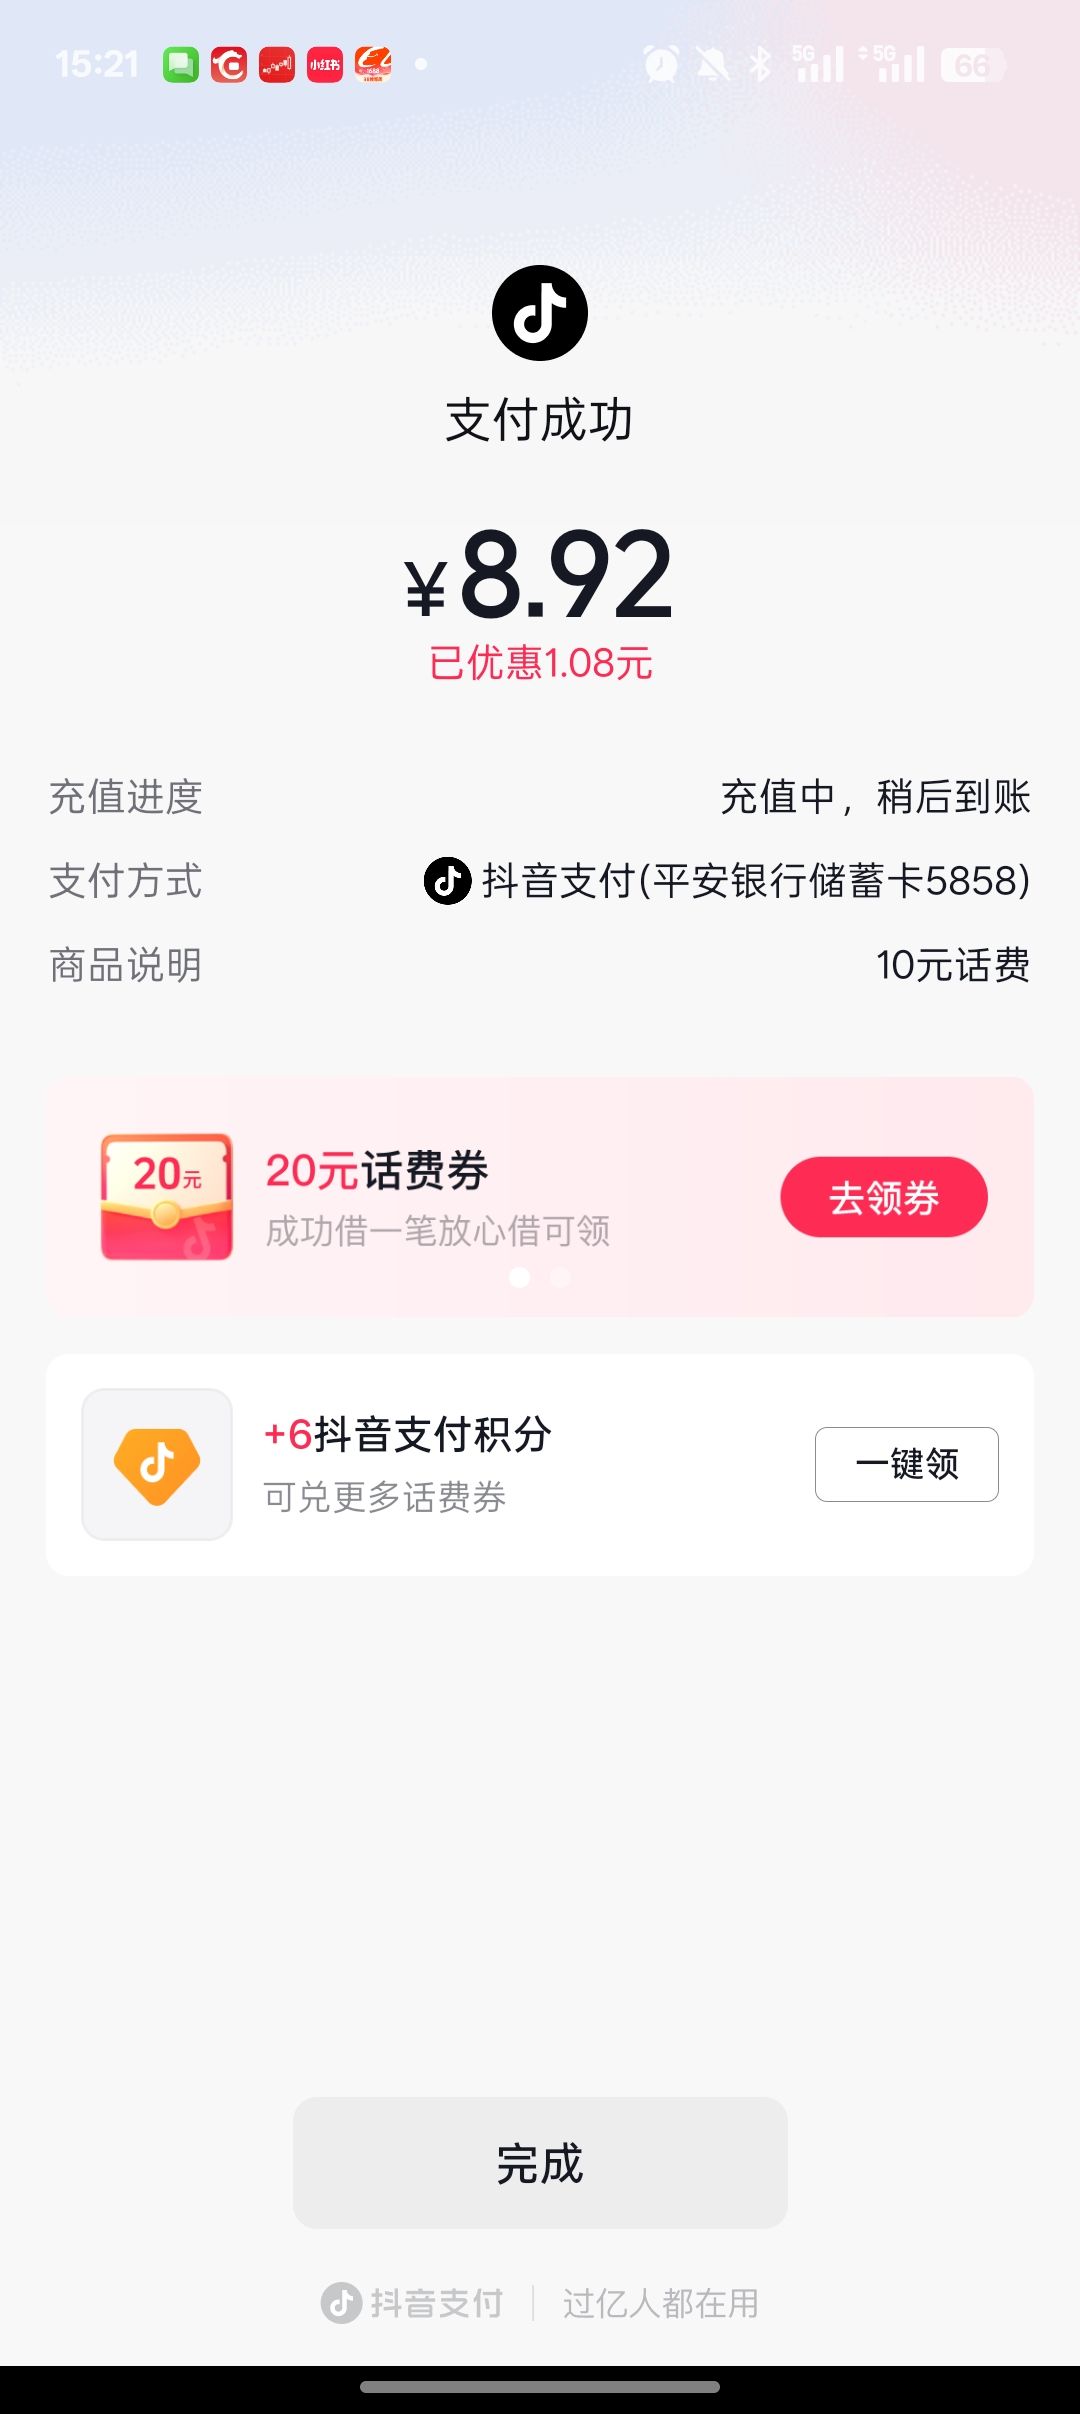 15:21
小红书
1688
5G
5G
66
支付成功
¥8.92
已优惠1.08元
充值进度
充值中，稍后到账
支付方式
抖音支付(平安银行储蓄卡5858)
商品说明
10元话费
20元
20元话费券
成功借一笔放心借可领
去领券
+6抖音支付积分
可兑更多话费券
一键领
完成
抖音支付
过亿人都在用